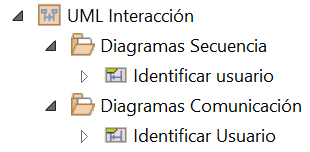 UML Interacción
Diagramas Secuencia
Identificar usuario
Diagramas Comunicación
Identificar Usuario